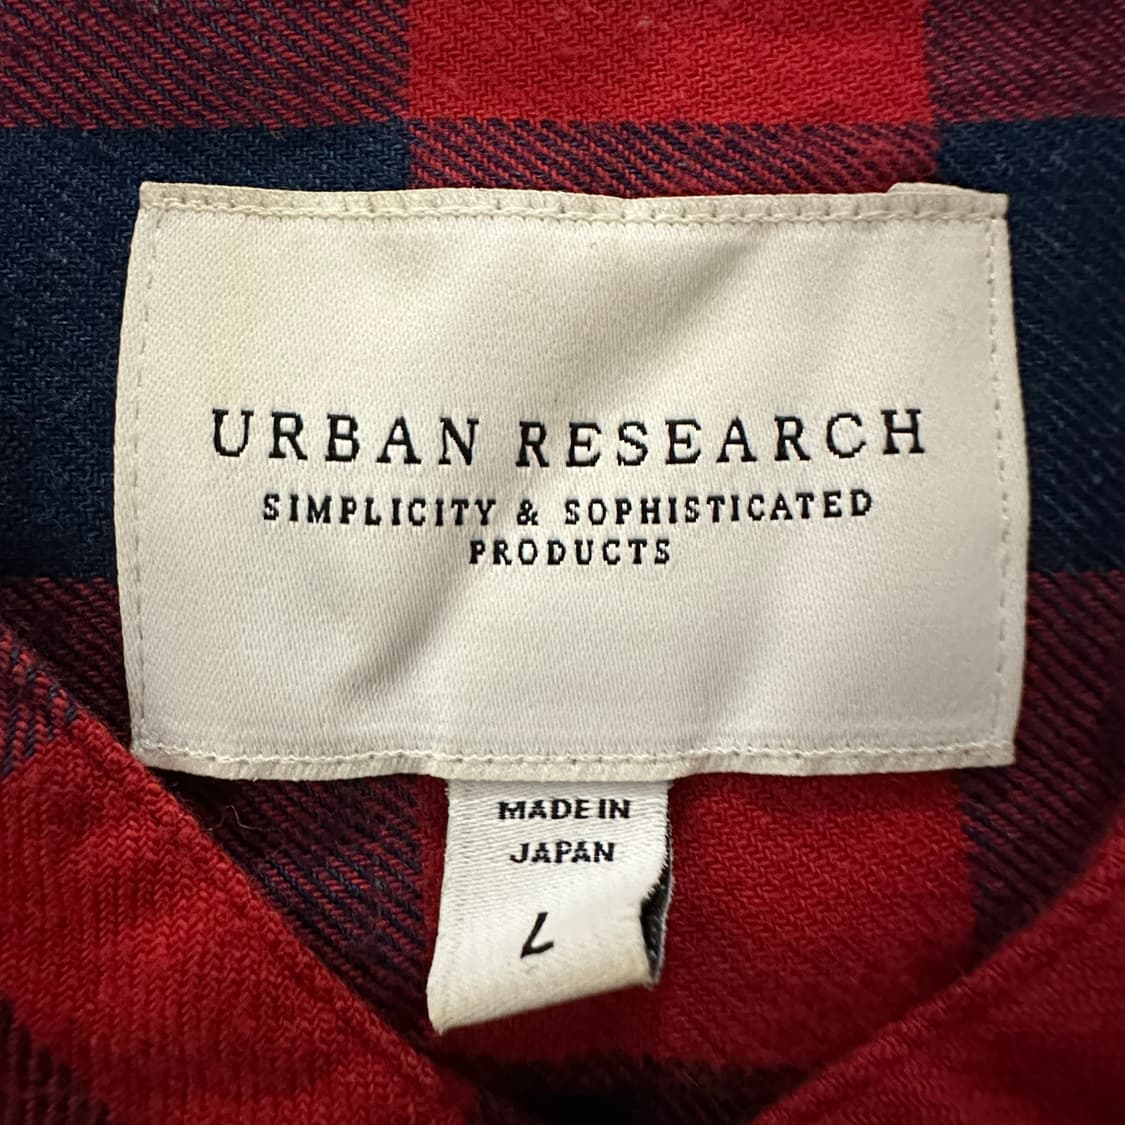 URBAN RESEARCH
SIMPLICITY & SOPHISTICATED
PRODUCTS
MADE IN
JAPAN
L